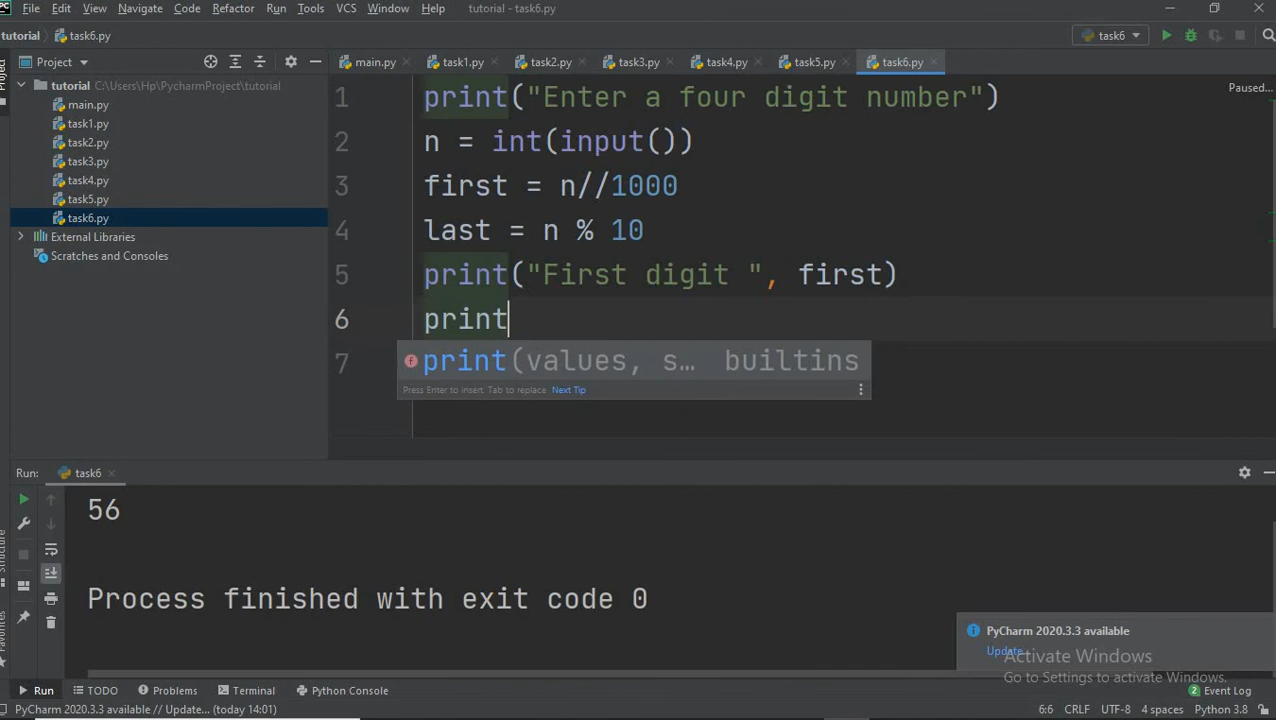 PC File Edit View Navigate Code Refactor Run Tools VCS Window Help tutorial - task6.py
tutorial task6.py task6
Project main.py task1.py task2.py task3.py task4.py task5.py task6.py
tutorial C:\Users\Hp\PycharmProject\tutorial
main.py
task1.py
task2.py
task3.py
task4.py
task5.py
task6.py
External Libraries
Scratches and Consoles
Project
Paused...
1 print("Enter a four digit number")
2 n = int(input())
3 first = n//1000
4 last = n % 10
5 print("First digit ", first)
6 print
7
print(values, s… builtins
Press Enter to insert, Tab to replace Next Tip
Run: task6
56
Process finished with exit code 0
Structure
Favorites
PyCharm 2020.3.3 available
Update...
Activate Windows
Go to Settings to activate Windows.
Run TODO Problems Terminal Python Console 2 Event Log
PyCharm 2020.3.3 available // Update... (today 14:01) 6:6 CRLF UTF-8 4 spaces Python 3.8